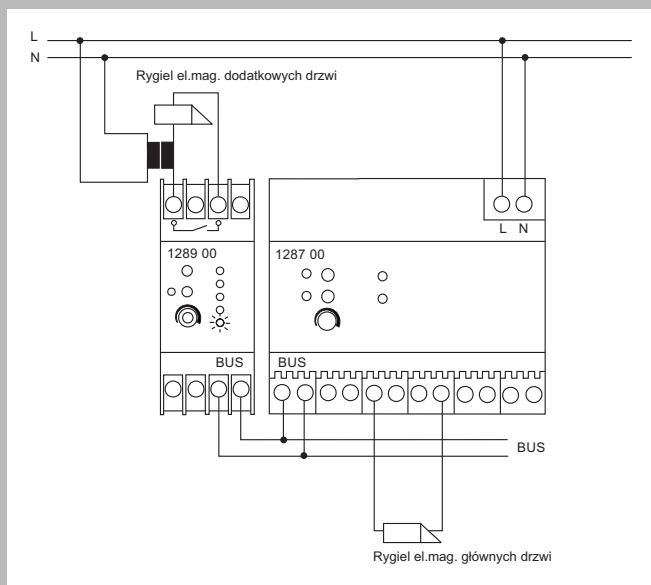 L
N
Rygiel el.mag. dodatkowych drzwi
L N
1289 00
1287 00
BUS
BUS
BUS
Rygiel el.mag. głównych drzwi